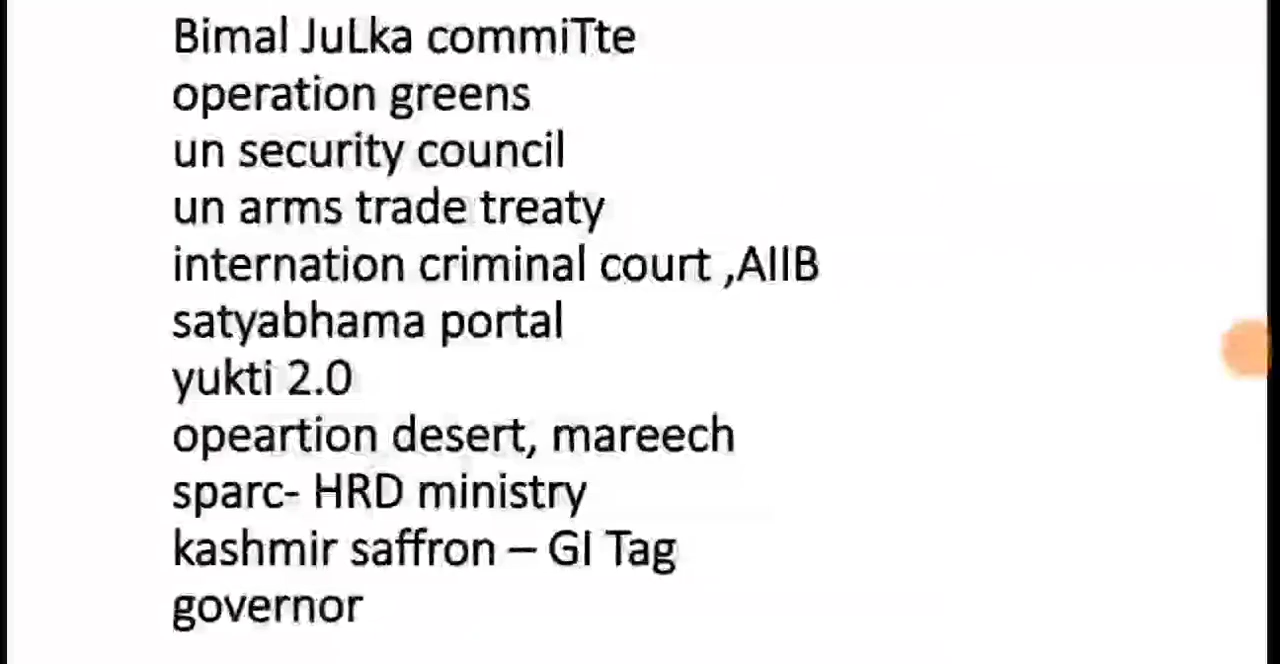 Bimal JuLka commiTte
operation greens
un security council
un arms trade treaty
internation criminal court ,AIIB
satyabhama portal
yukti 2.0
opeartion desert, mareech
sparc- HRD ministry
kashmir saffron – GI Tag
governor